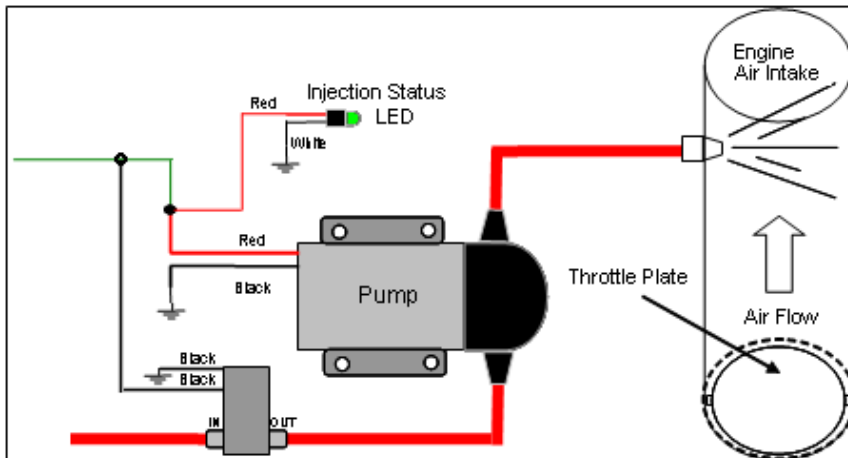 Engine
Air Intake
Injection Status
LED
Red
White
Red
Black
Pump
Throttle Plate
Air Flow
Black
Black
IN
OUT